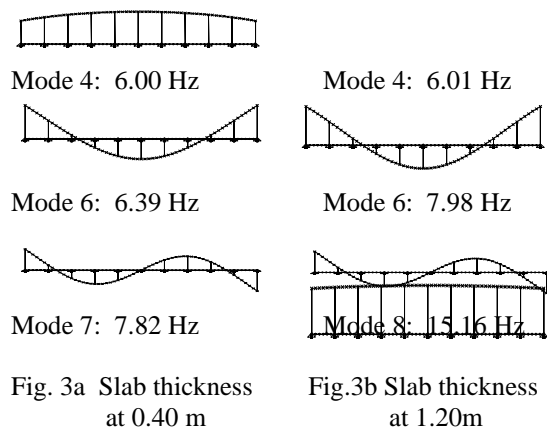 Mode 4: 6.00 Hz
Mode 4: 6.01 Hz
Mode 6: 6.39 Hz
Mode 6: 7.98 Hz
Mode 7: 7.82 Hz
Mode 8: 15.16 Hz
Fig. 3a Slab thickness
at 0.40 m
Fig.3b Slab thickness
at 1.20m